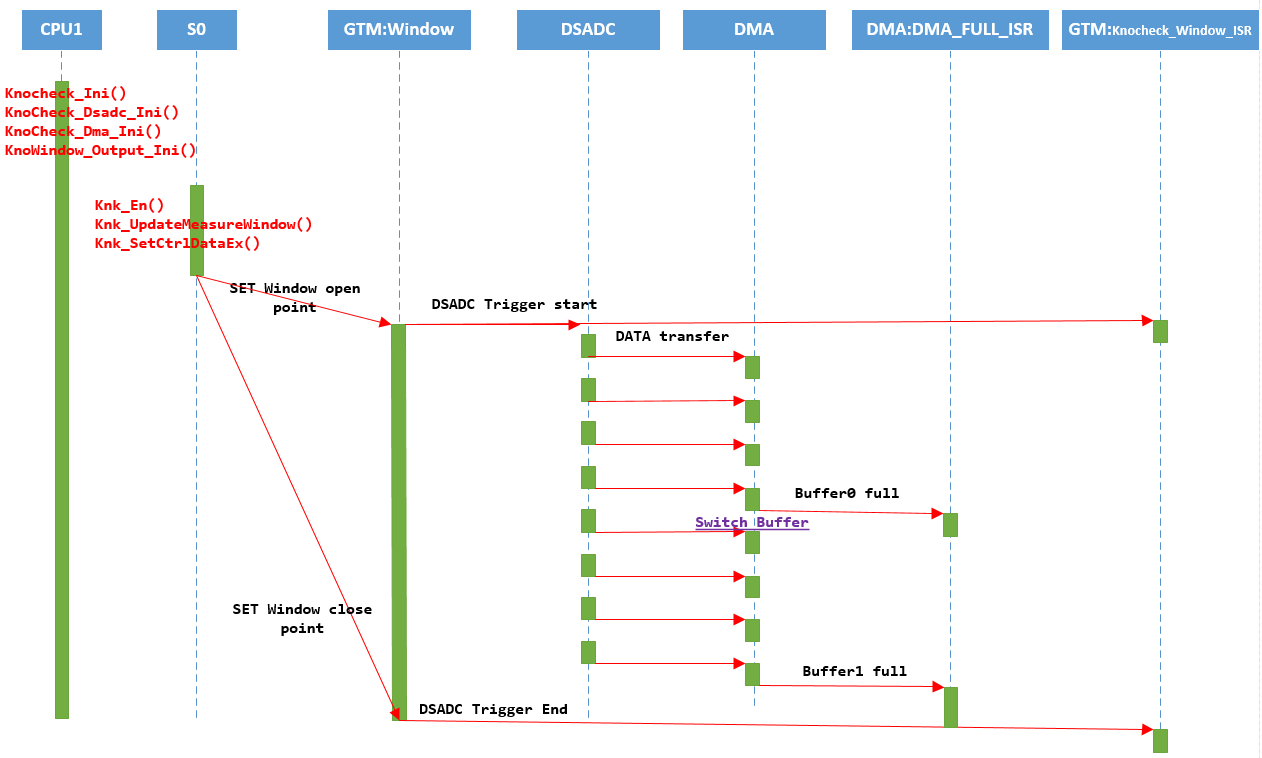 CPU1
S0
GTM:Window
DSADC
DMA
DMA:DMA_FULL_ISR
GTM:Knocheck_Window_ISR
Knocheck_Ini()
KnoCheck_Dsadc_Ini()
KnoCheck_Dma_Ini()
KnoWindow_Output_Ini()
Knk_En()
Knk_UpdateMeasureWindow()
Knk_SetCtrlDataEx()
SET Window open
point
DSADC Trigger start
DATA transfer
Buffer0 full
Switch Buffer
SET Window close
point
Buffer1 full
DSADC Trigger End